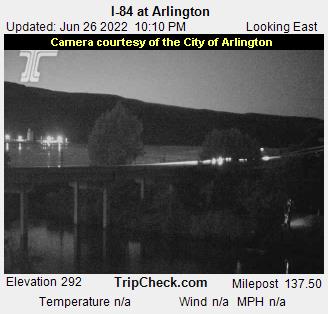 I-84 at Arlington
Updated: Jun 26 2022 10:10 PM Looking East
Camera courtesy of the City of Arlington
Elevation 292 TripCheck.com Milepost 137.50
Temperature n/a Wind n/a MPH n/a